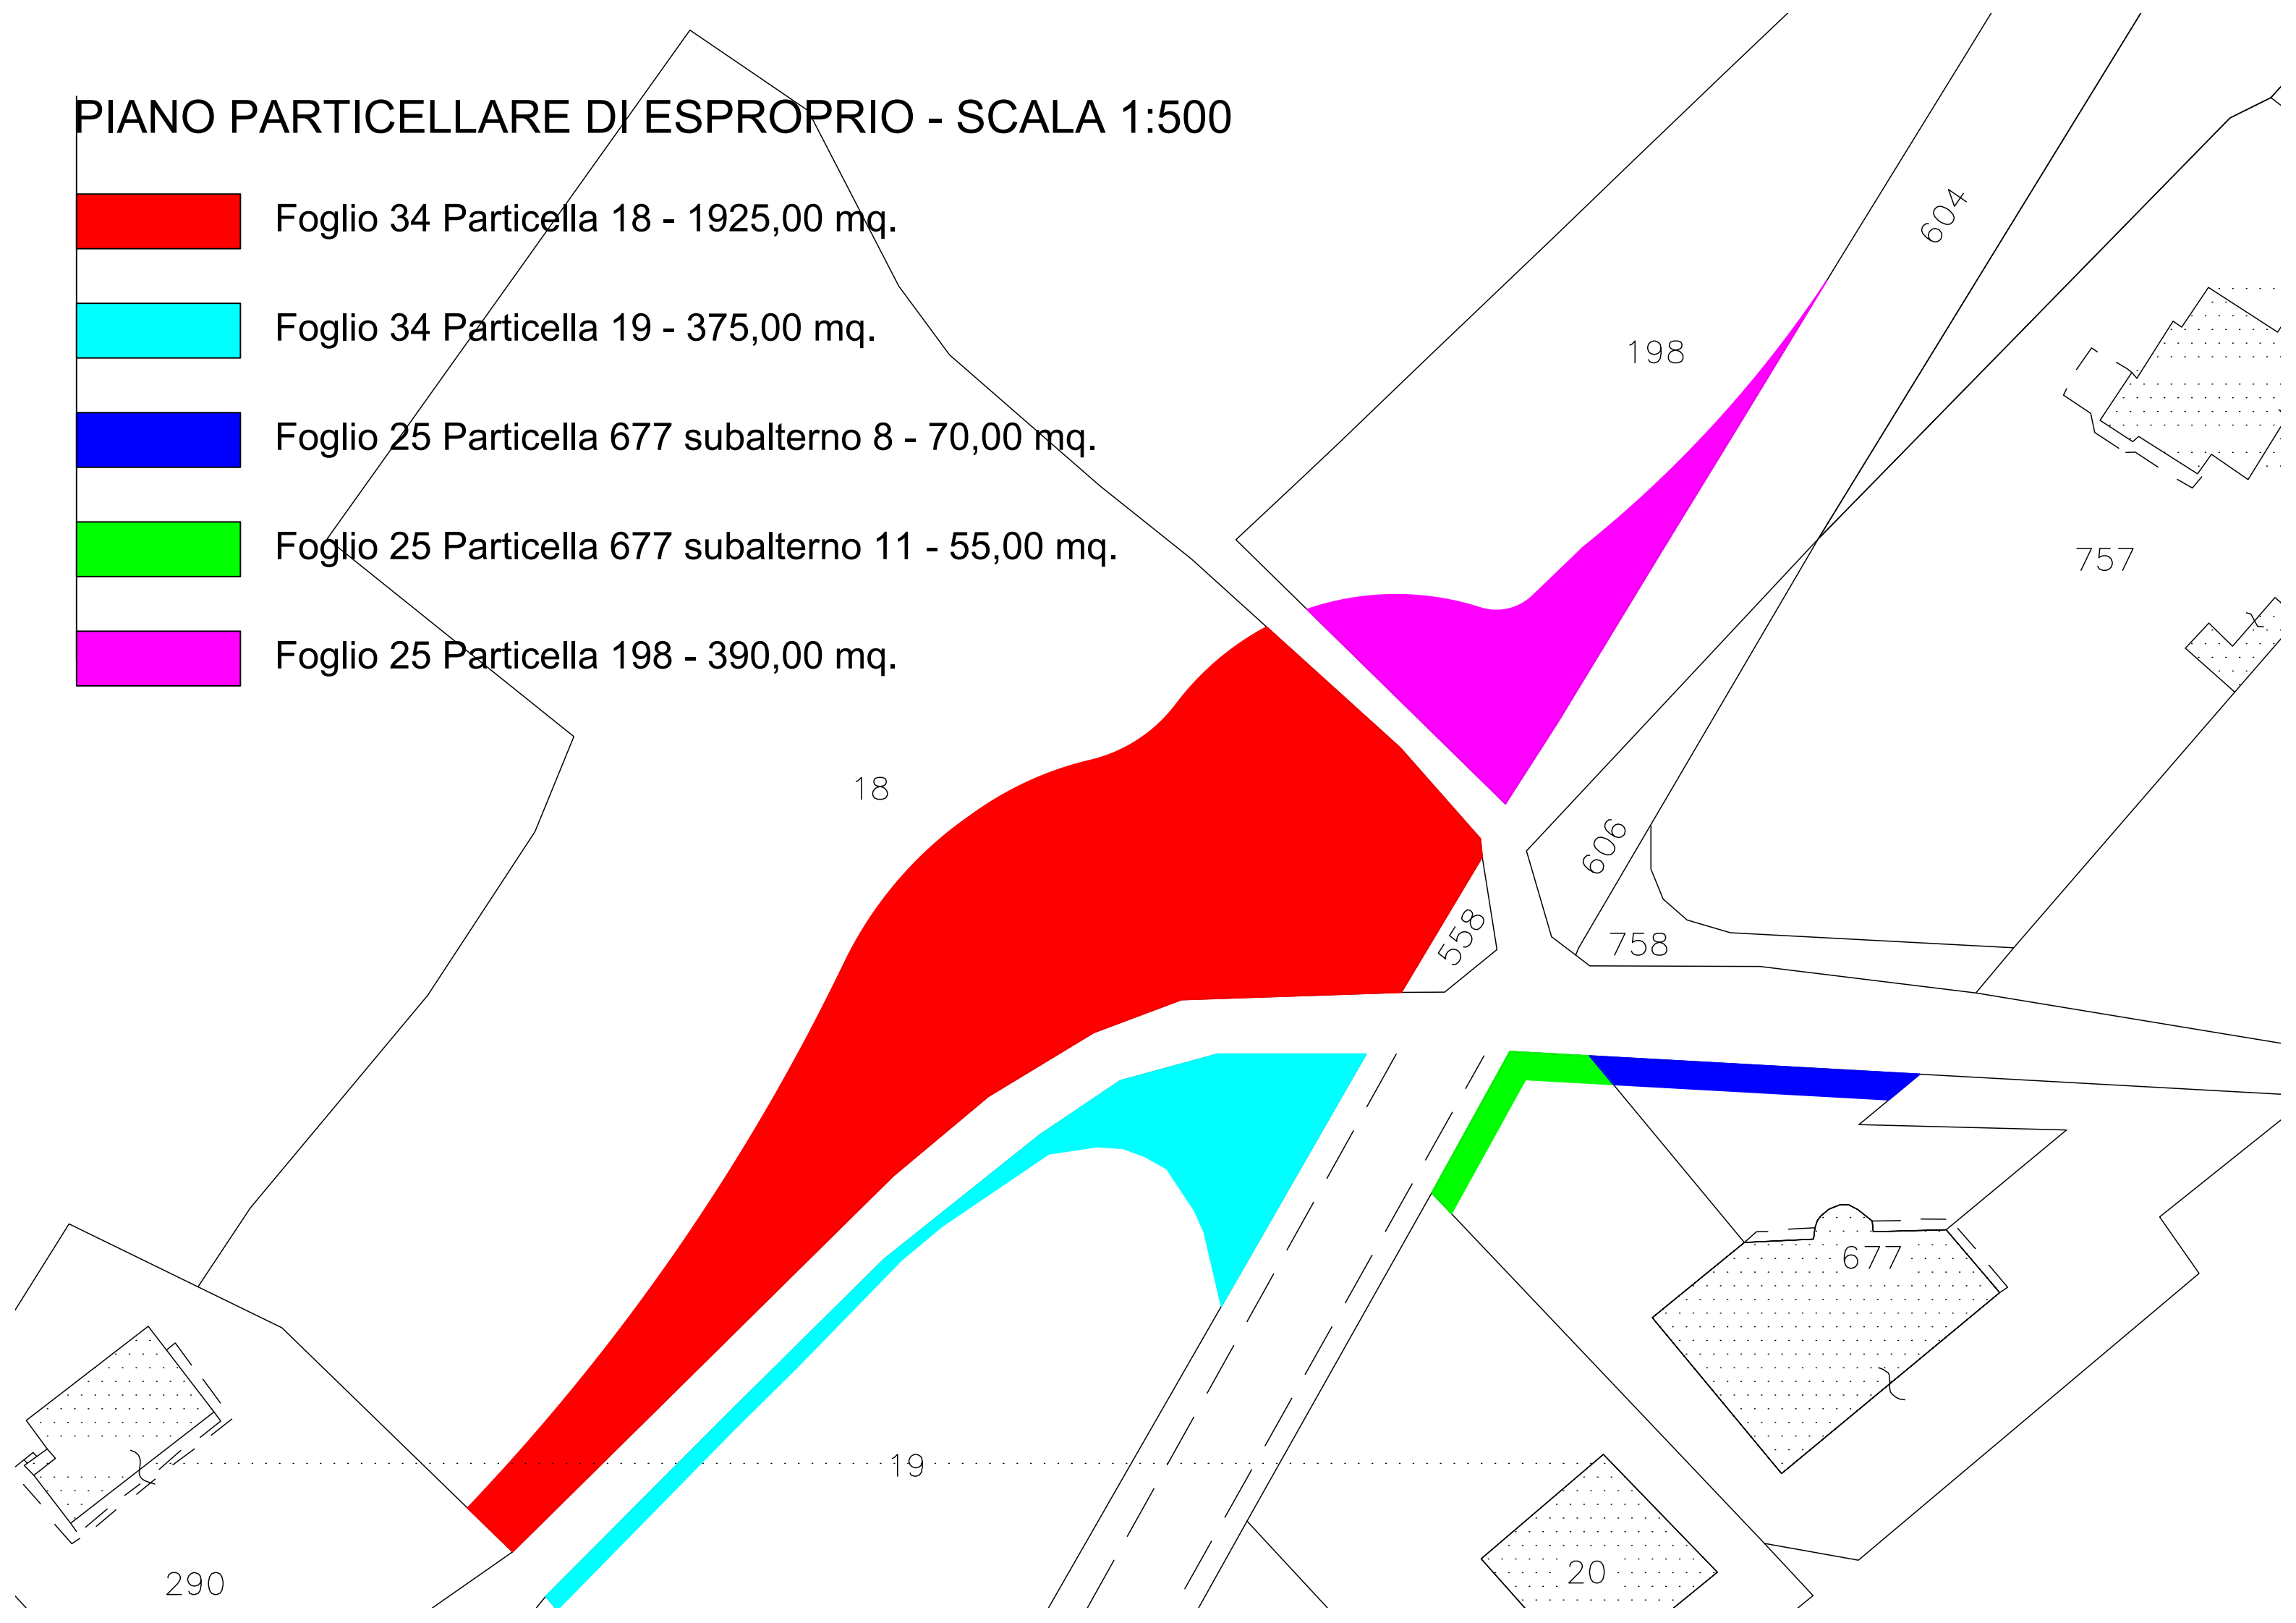 PIANO PARTICELLARE DI ESPROPRIO - SCALA 1:500
Foglio 34 Particella 18 - 1925,00 mq.
Foglio 34 Particella 19 - 375,00 mq.
Foglio 25 Particella 677 subalterno 8 - 70,00 mq.
Foglio 25 Particella 677 subalterno 11 - 55,00 mq.
Foglio 25 Particella 198 - 390,00 mq.
604
198
757
18
606
558
758
677
19
20
290